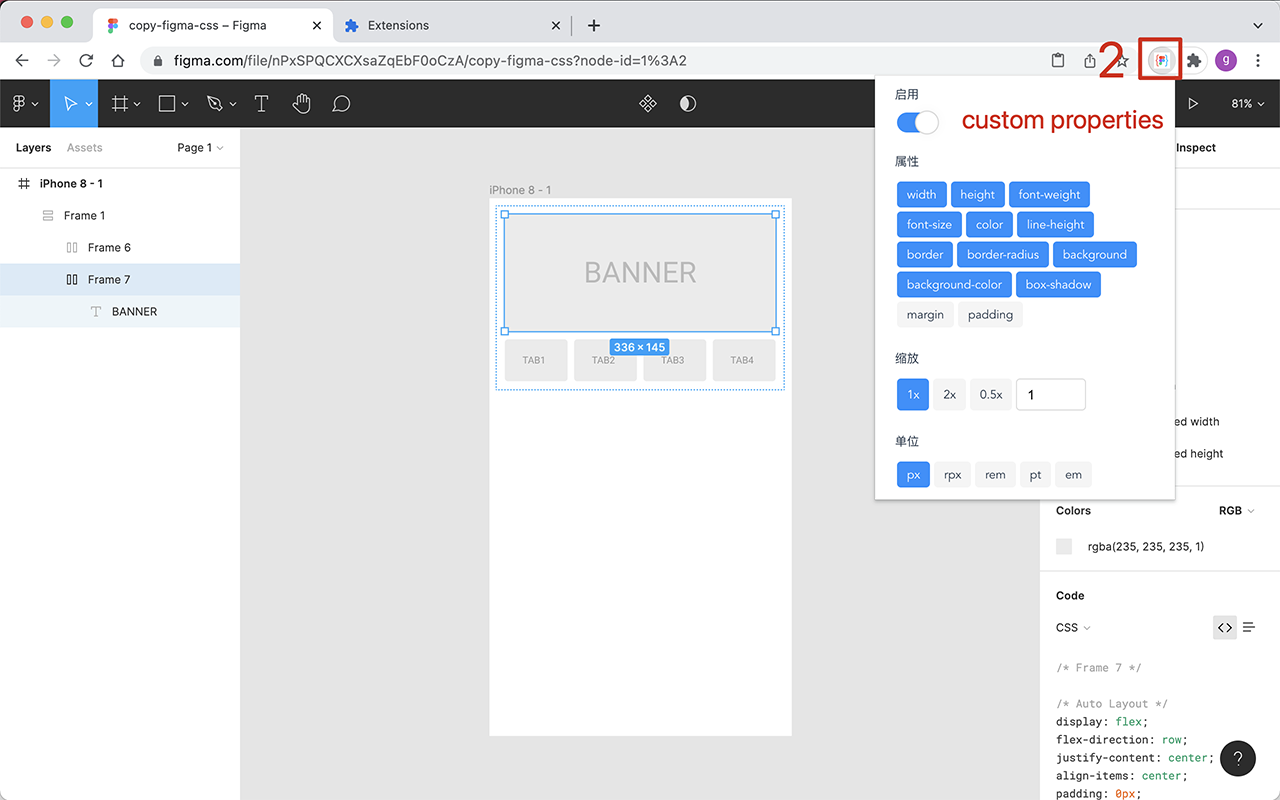 copy-figma-css – Figma
Extensions
figma.com/file/nPxSPQCXCXsaZqEbF0oCzA/copy-figma-css?node-id=1%3A2
2
g
81%
Layers
Assets
Page 1
iPhone 8 - 1
Frame 1
Frame 6
Frame 7
BANNER
iPhone 8 - 1
BANNER
336 × 145
TAB1
TAB2
TAB3
TAB4
启用
custom properties
属性
width
height
font-weight
font-size
color
line-height
border
border-radius
background
background-color
box-shadow
margin
padding
缩放
1x
2x
0.5x
1
单位
px
rpx
rem
pt
em
Inspect
ed width
ed height
Colors
RGB
rgba(235, 235, 235, 1)
Code
CSS
/* Frame 7 */
/* Auto Layout */
display: flex;
flex-direction: row;
justify-content: center;
align-items: center;
padding: 0px;
?